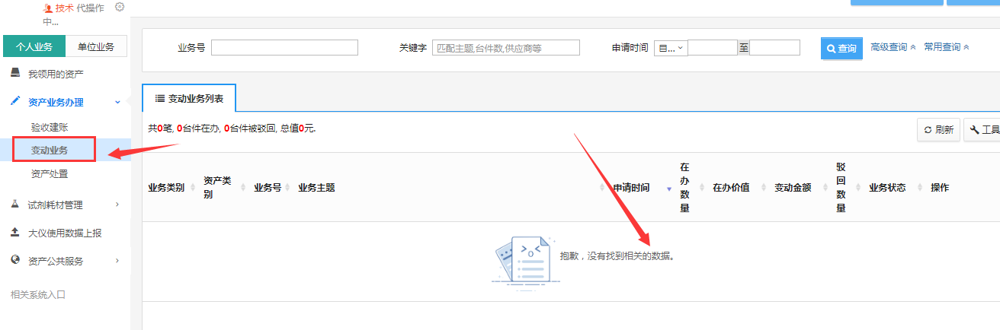 技术 代操作
中...
个人业务 单位业务
我领用的资产
资产业务办理
验收建账
变动业务
资产处置
试剂耗材管理
大仪使用数据上报
资产公共服务
相关系统入口
业务号 关键字 匹配主题,台件数,供应商等 申请时间 自... 至 查询 高级查询 常用查询
变动业务列表
共0笔, 0台件在办, 0台件被驳回, 总值0元.
刷新 工具
业务类别 资产类别 业务号 业务主题 申请时间 在办数量 在办价值 变动金额 驳回数量 业务状态 操作
抱歉，没有找到相关的数据。